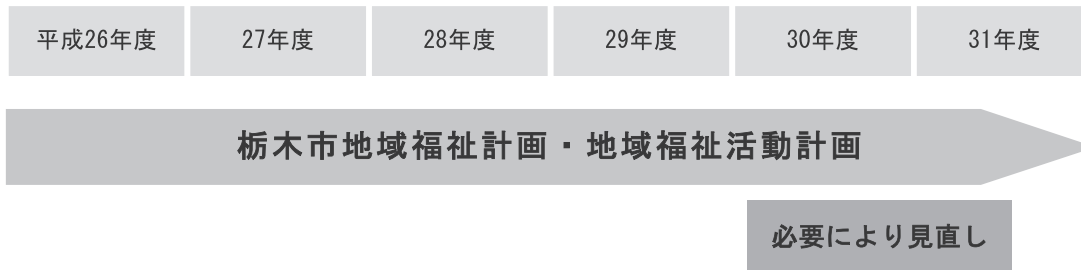 平成26年度 27年度 28年度 29年度 30年度 31年度
栃木市地域福祉計画・地域福祉活動計画
必要により見直し